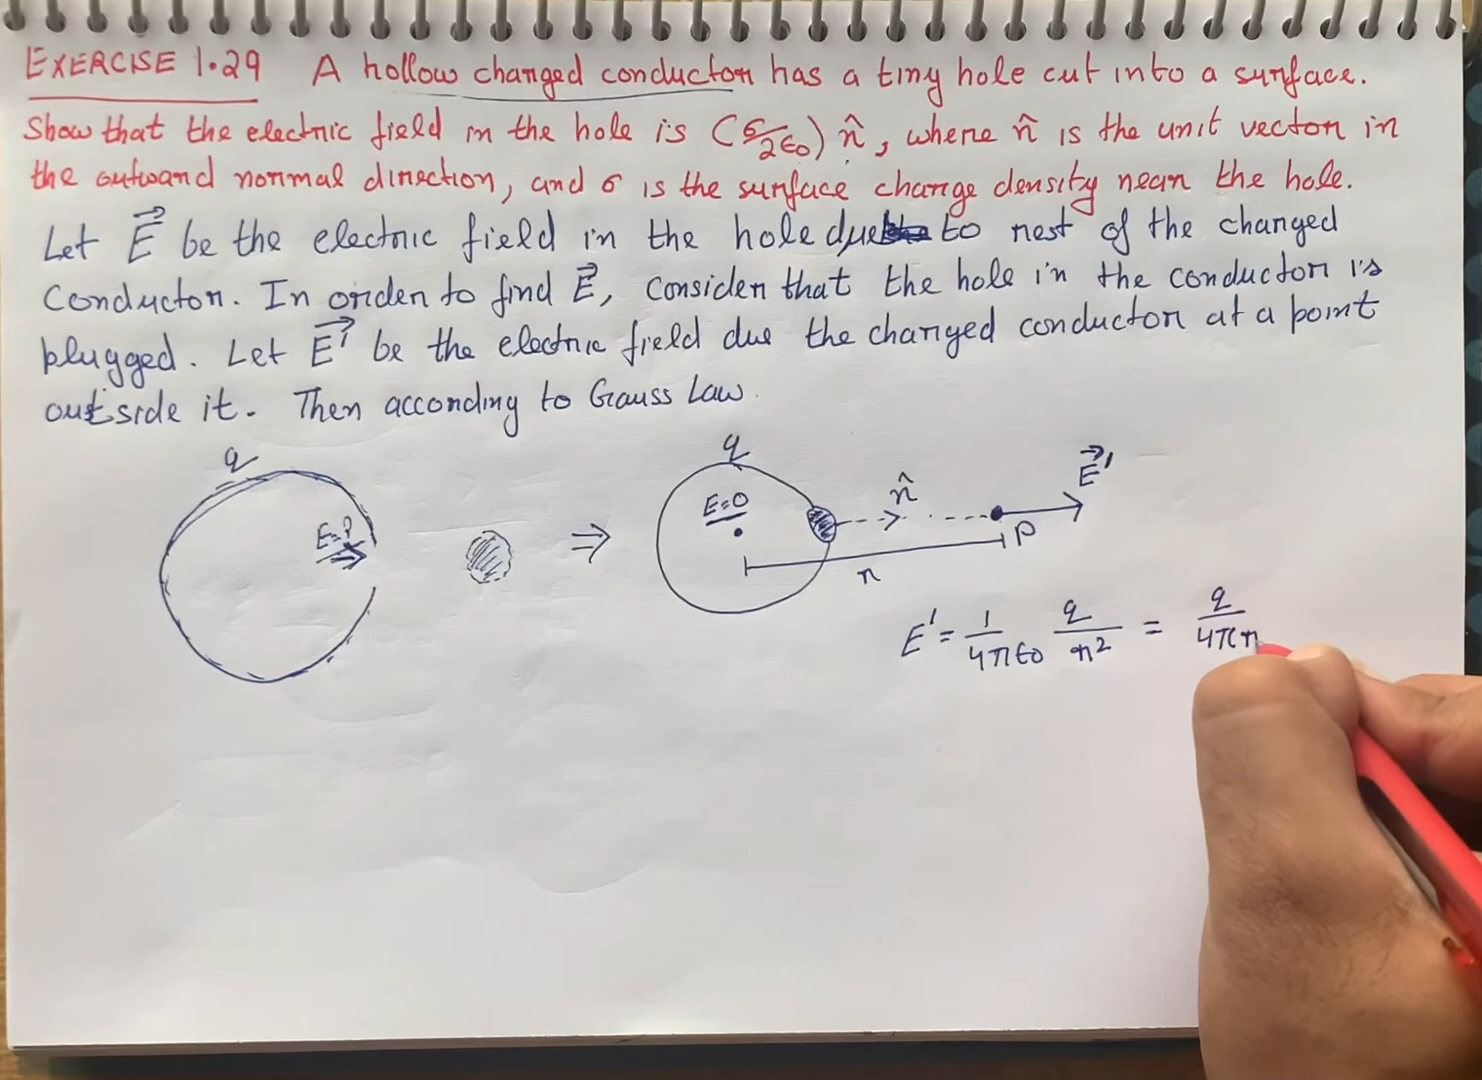 EXERCISE 1.29 A hollow charged conductor has a tiny hole cut into a surface.
Show that the electric field in the hole is (σ/2ϵ0) n̂, where n̂ is the unit vector in
the outward normal direction, and σ is the surface charge density near the hole.
Let E⃗ be the electric field in the hole due to rest of the charged
Conductor. In order to find E⃗, Consider that the hole in the conductor is
plugged. Let E⃗' be the electric field due the charged conductor at a point
outside it. Then according to Gauss Law.
q
E=?
⇒
q
E=0
n̂
E⃗'
P
r
E' = 1/4πϵ0 q/r² = q/4πr